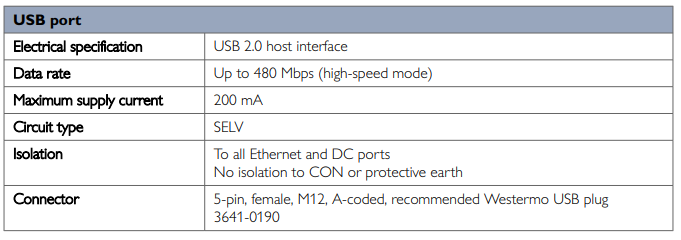 USB port
Electrical specification USB 2.0 host interface
Data rate Up to 480 Mbps (high-speed mode)
Maximum supply current 200 mA
Circuit type SELV
Isolation To all Ethernet and DC ports
No isolation to CON or protective earth
Connector 5-pin, female, M12, A-coded, recommended Westermo USB plug
3641-0190